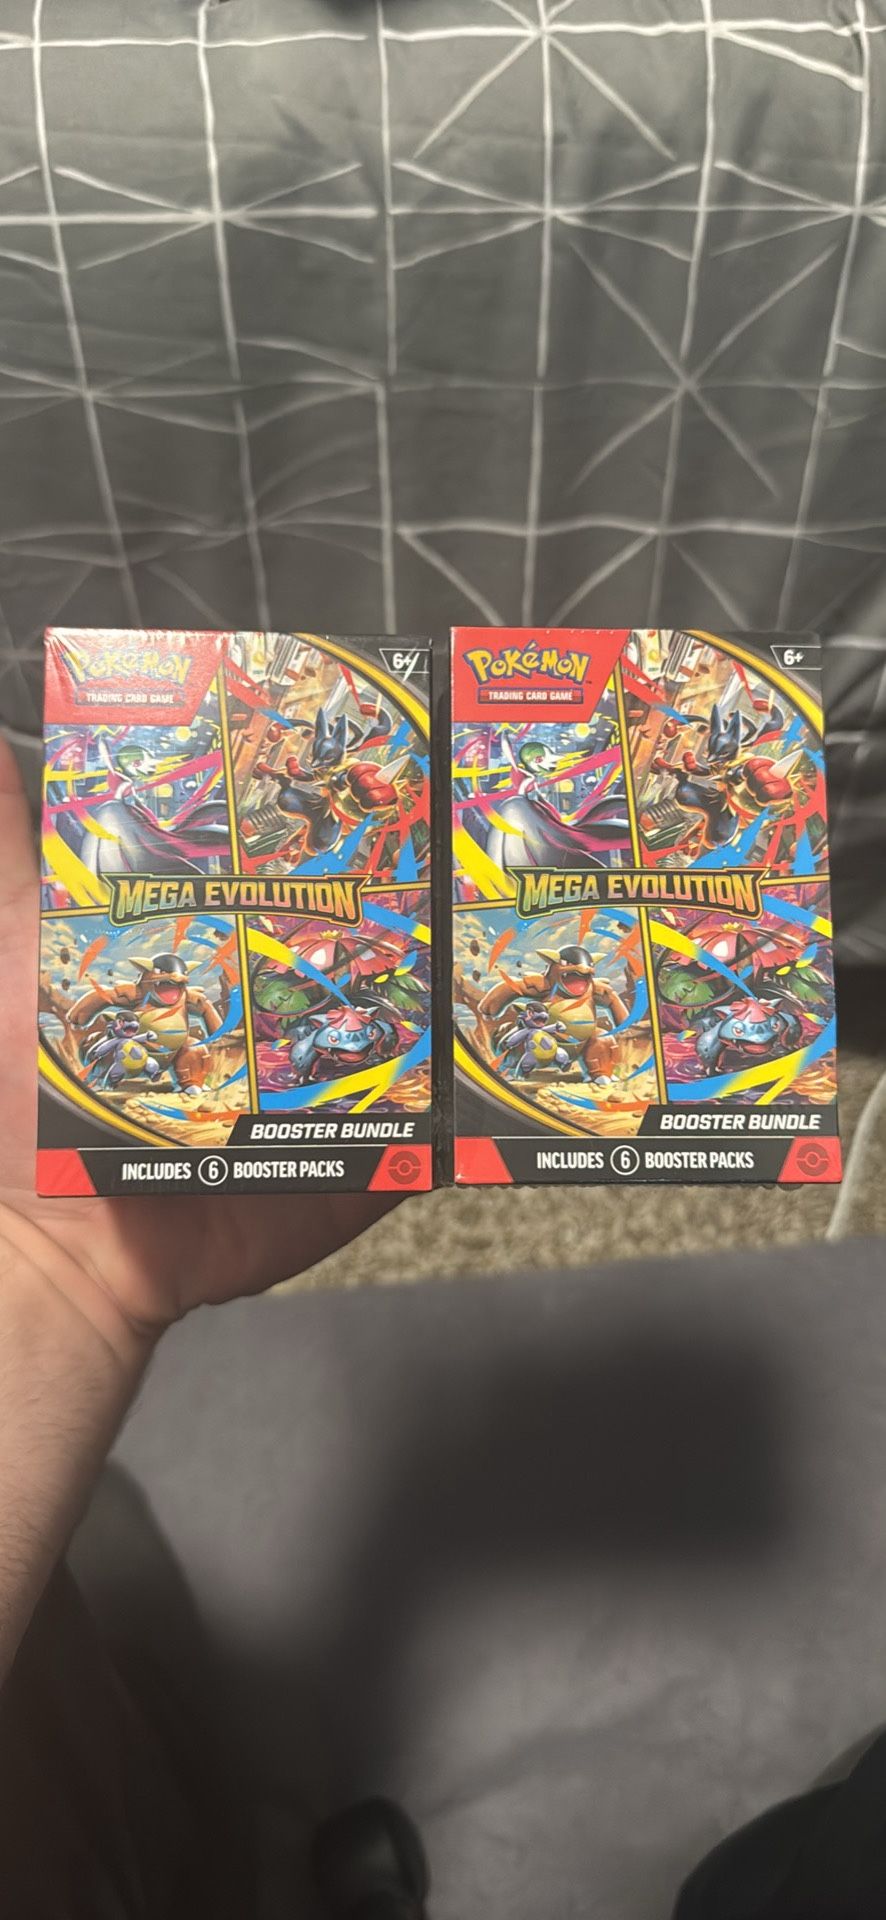 POKéMON
TRADING CARD GAME
6+
MEGA EVOLUTION
BOOSTER BUNDLE
INCLUDES 6 BOOSTER PACKS
POKéMON
TRADING CARD GAME
6+
MEGA EVOLUTION
BOOSTER BUNDLE
INCLUDES 6 BOOSTER PACKS